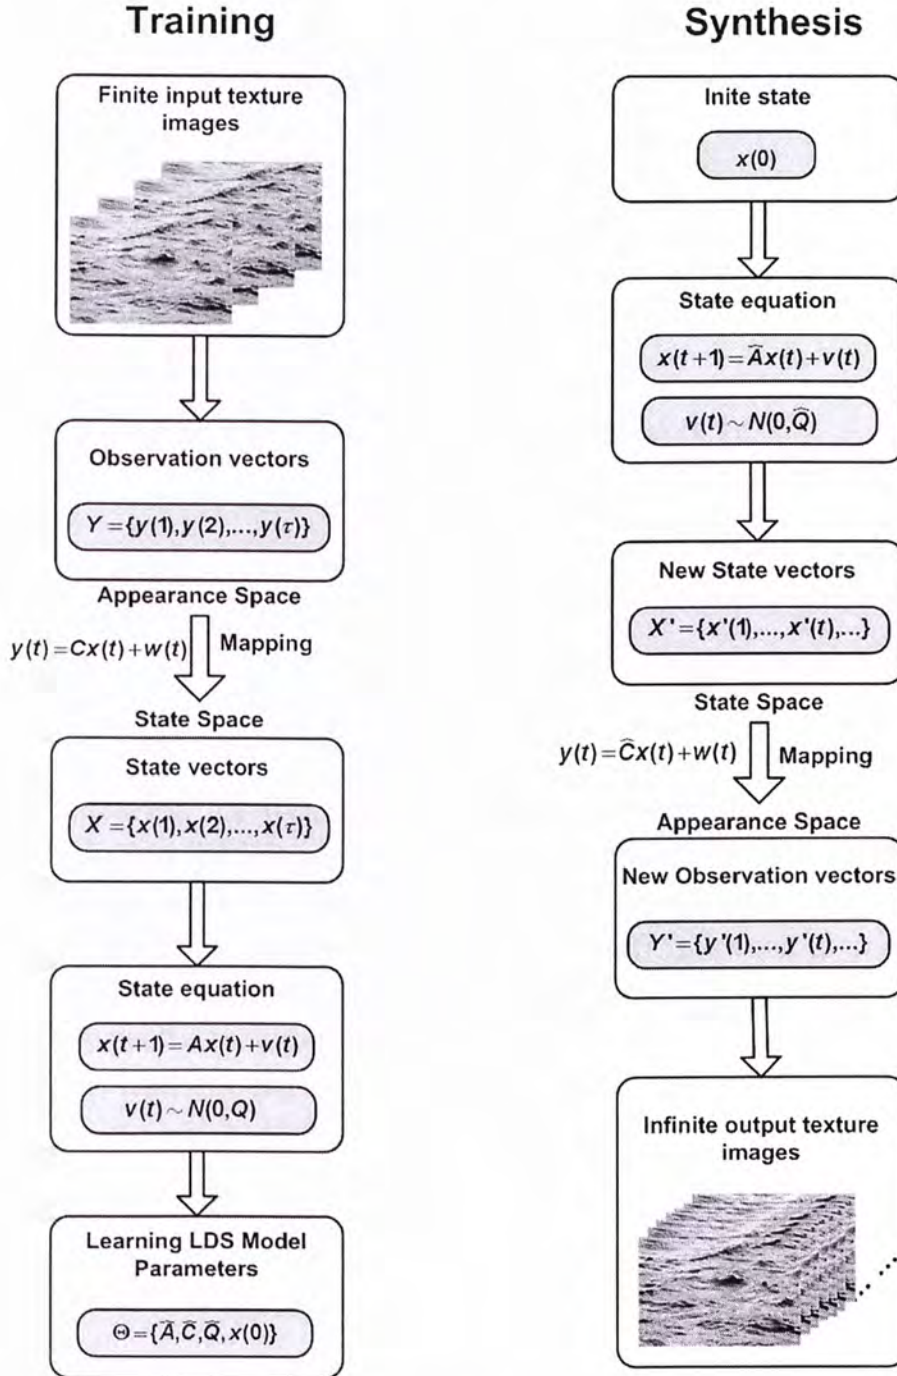 Training
Finite input texture
images
Observation vectors
Y = {y(1), y(2),..., y(τ)}
Appearance Space
y(t) = Cx(t) + w(t)
Mapping
State Space
State vectors
X = {x(1), x(2),..., x(τ)}
State equation
x(t+1) = Ax(t) + v(t)
v(t) ~ N(0,Q)
Learning LDS Model
Parameters
Θ = {Â, Ĉ, Q̂, x(0)}
Synthesis
Inite state
x(0)
State equation
x(t+1) = Âx(t) + v(t)
v(t) ~ N(0,Q̂)
New State vectors
X' = {x'(1),..., x'(t),...}
State Space
y(t) = Ĉx(t) + w(t)
Mapping
Appearance Space
New Observation vectors
Y' = {y'(1),..., y'(t),...}
Infinite output texture
images